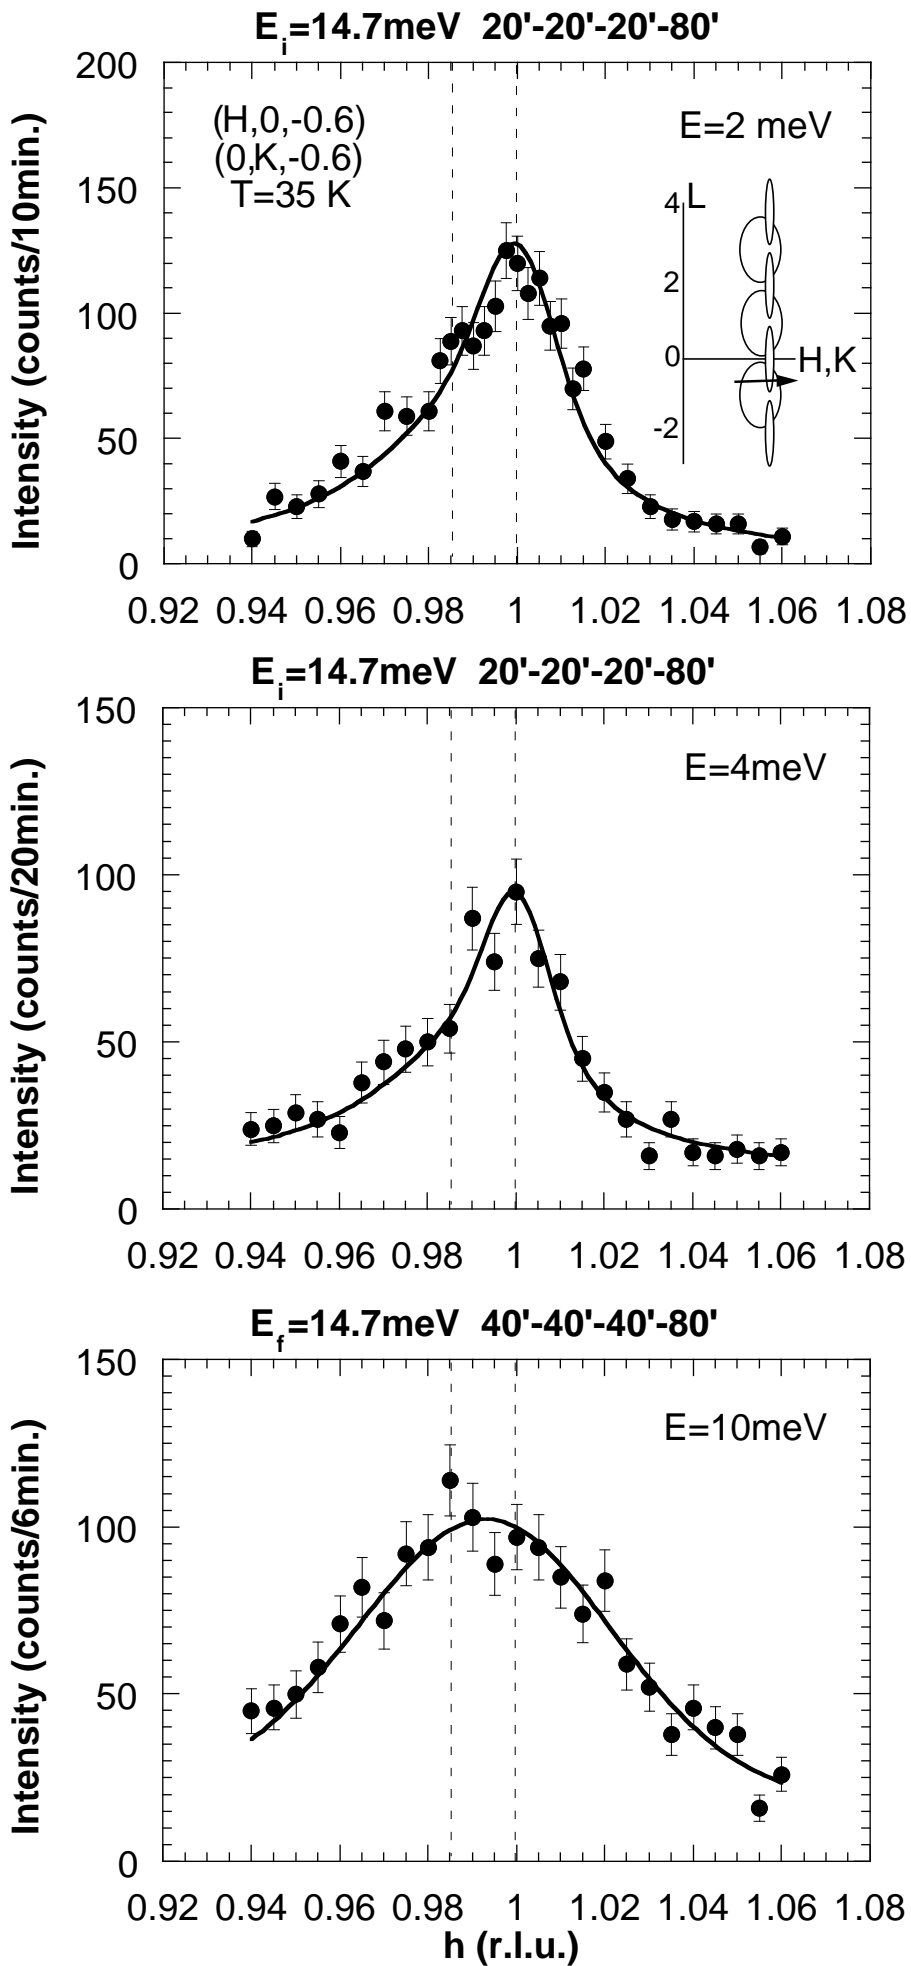 Ei=14.7meV 20'-20'-20'-80'
Intensity (counts/10min.)
200
150
100
50
0
(H,0,-0.6)
(0,K,-0.6)
T=35 K
E=2 meV
4 L
2
0
H,K
-2
0.92 0.94 0.96 0.98 1 1.02 1.04 1.06 1.08
Ei=14.7meV 20'-20'-20'-80'
Intensity (counts/20min.)
150
100
50
0
E=4meV
0.92 0.94 0.96 0.98 1 1.02 1.04 1.06 1.08
Ef=14.7meV 40'-40'-40'-80'
Intensity (counts/6min.)
150
100
50
0
E=10meV
0.92 0.94 0.96 0.98 1 1.02 1.04 1.06 1.08
h (r.l.u.)